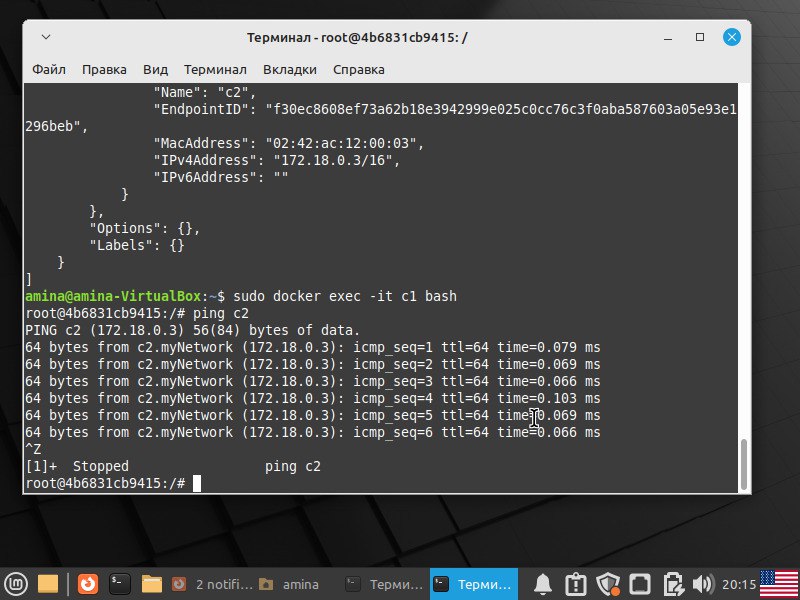 Терминал - root@4b6831cb9415: /
Файл Правка Вид Терминал Вкладки Справка
"Name": "c2",
"EndpointID": "f30ec8608ef73a62b18e3942999e025c0cc76c3f0aba587603a05e93e1
296beb",
"MacAddress": "02:42:ac:12:00:03",
"IPv4Address": "172.18.0.3/16",
"IPv6Address": ""
}
},
"Options": {},
"Labels": {}
}
]
amina@amina-VirtualBox:~$ sudo docker exec -it c1 bash
root@4b6831cb9415:/# ping c2
PING c2 (172.18.0.3) 56(84) bytes of data.
64 bytes from c2.myNetwork (172.18.0.3): icmp_seq=1 ttl=64 time=0.079 ms
64 bytes from c2.myNetwork (172.18.0.3): icmp_seq=2 ttl=64 time=0.069 ms
64 bytes from c2.myNetwork (172.18.0.3): icmp_seq=3 ttl=64 time=0.066 ms
64 bytes from c2.myNetwork (172.18.0.3): icmp_seq=4 ttl=64 time=0.103 ms
64 bytes from c2.myNetwork (172.18.0.3): icmp_seq=5 ttl=64 time=0.069 ms
64 bytes from c2.myNetwork (172.18.0.3): icmp_seq=6 ttl=64 time=0.066 ms
^Z
[1]+  Stopped                 ping c2
root@4b6831cb9415:/#
2 notifi... amina Терми... Терми... 20:15